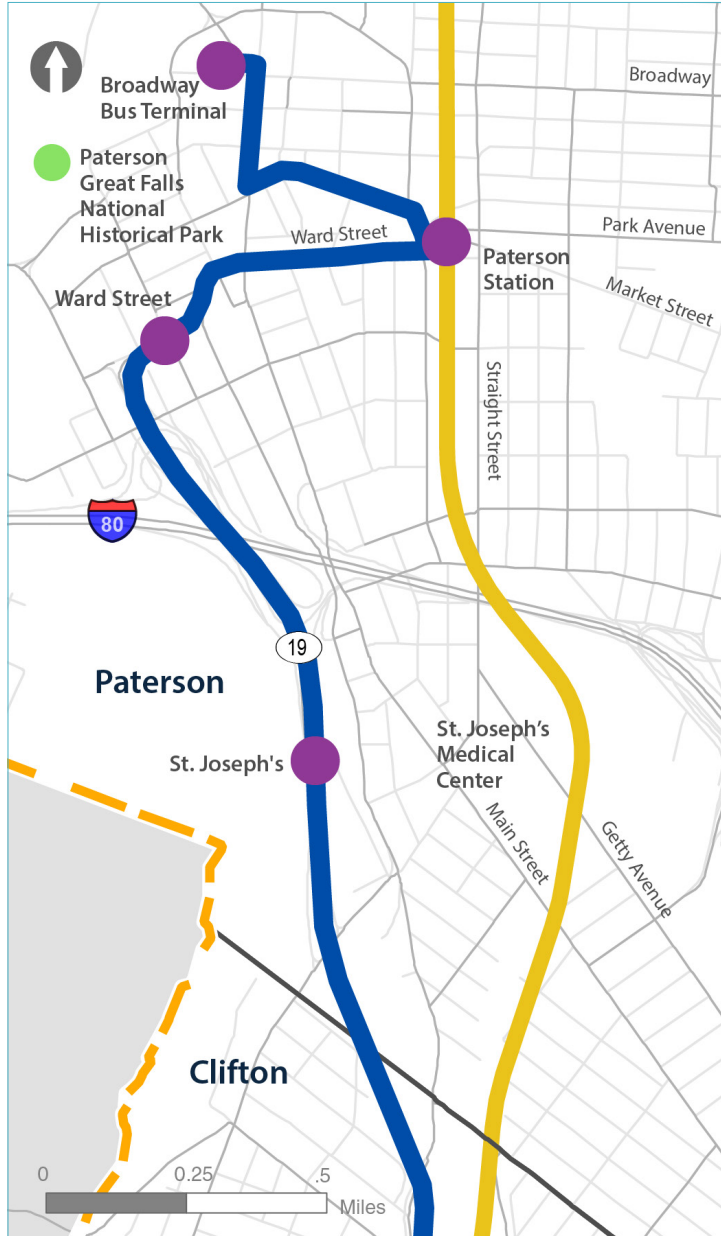 Broadway
Broadway
Bus Terminal
Paterson
Great Falls
National
Historical Park
Ward Street
Park Avenue
Paterson
Station
Market Street
Ward Street
Straight Street
80
19
Paterson
St. Joseph's
St. Joseph’s
Medical
Center
Main Street
Getty Avenue
Clifton
0 0.25 .5
Miles